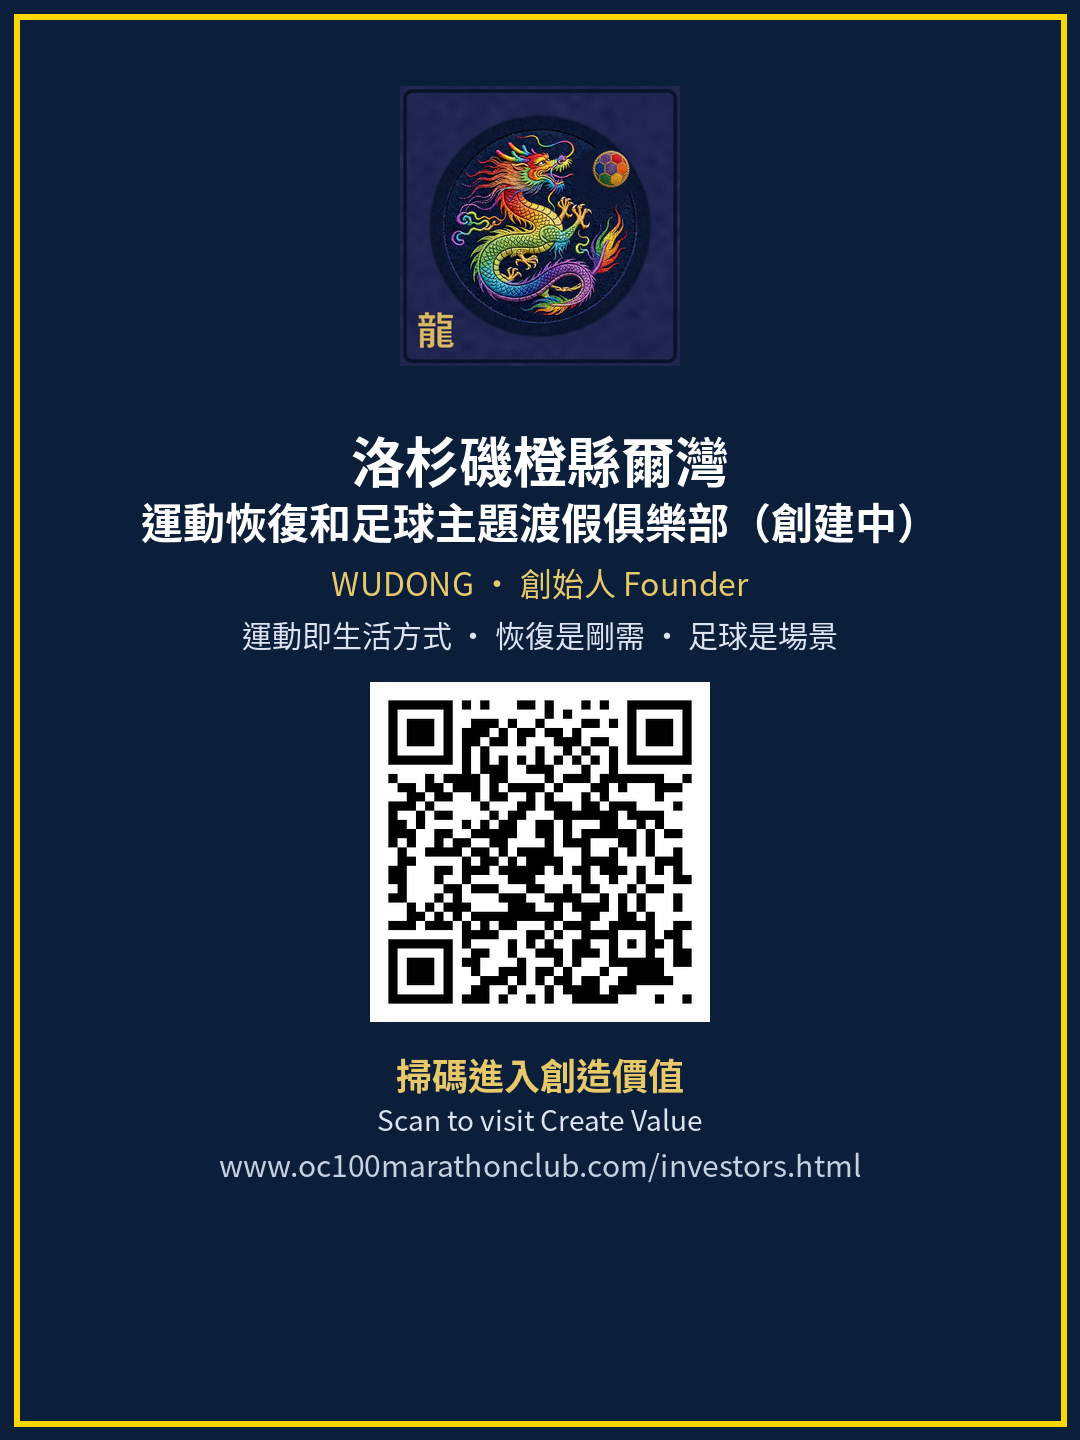 龍
洛杉磯橙縣爾灣
運動恢復和足球主題渡假俱樂部（創建中）
WUDONG · 創始人 Founder
運動即生活方式 · 恢復是剛需 · 足球是場景
掃碼進入創造價值
Scan to visit Create Value
www.oc100marathonclub.com/investors.html